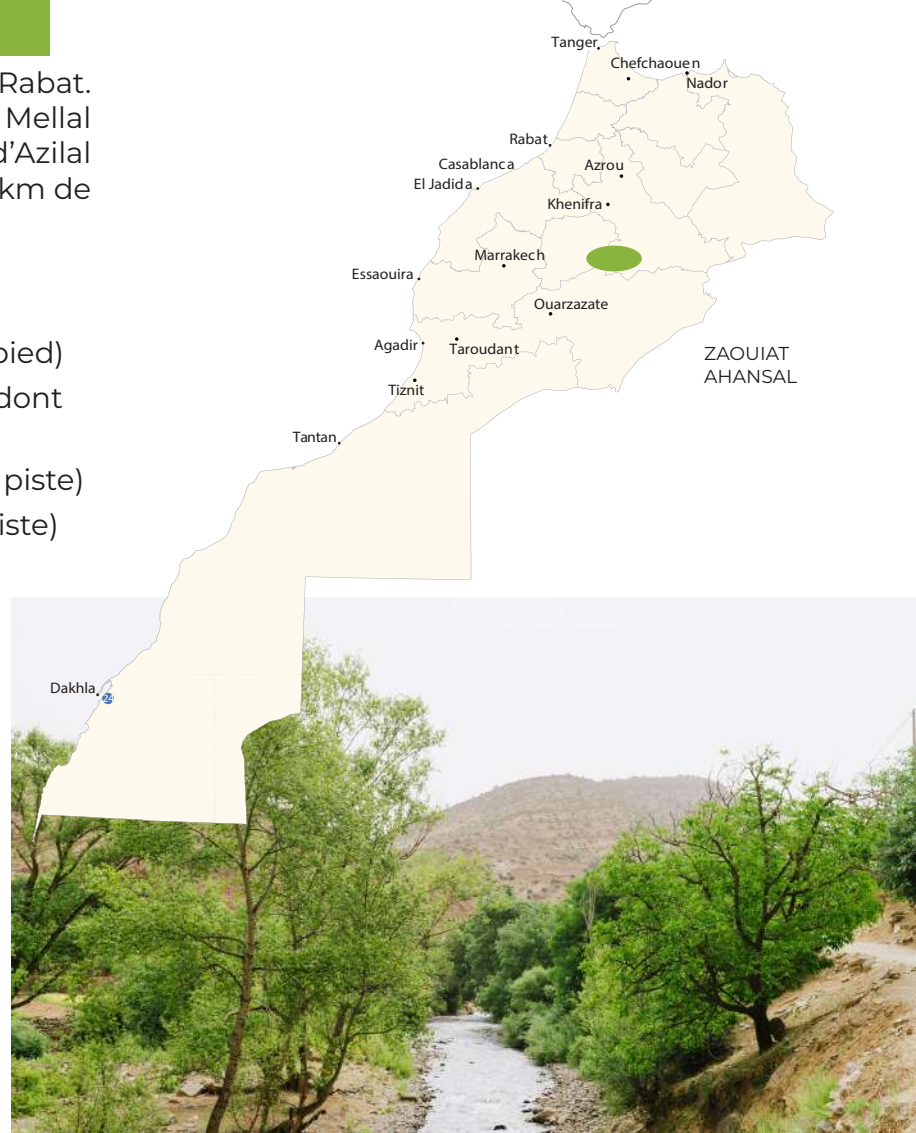 Rabat.
Mellal
d'Azilal
km de
pied)
dont
piste)
iste)
Tanger
Chefchaouen
Nador
Rabat
Casablanca
Azrou
El Jadida
Khenifra
Marrakech
Essaouira
Ouarzazate
Agadir
Taroudant
ZAOUIAT
AHANSAL
Tiznit
Tantan
Dakhla
24